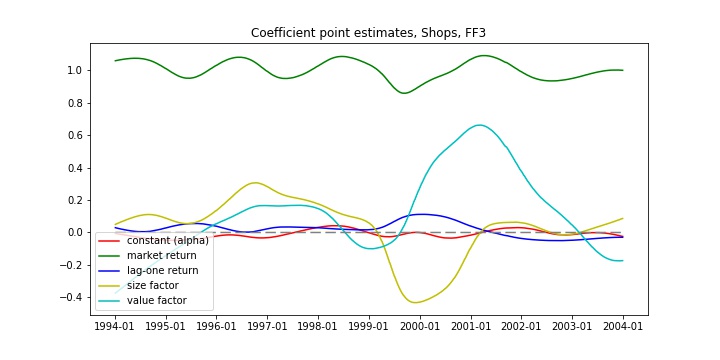 Coefficient point estimates, Shops, FF3
1.0
0.8
0.6
0.4
0.2
0.0
−0.2
−0.4
constant (alpha)
market return
lag-one return
size factor
value factor
1994-01 1995-01 1996-01 1997-01 1998-01 1999-01 2000-01 2001-01 2002-01 2003-01 2004-01